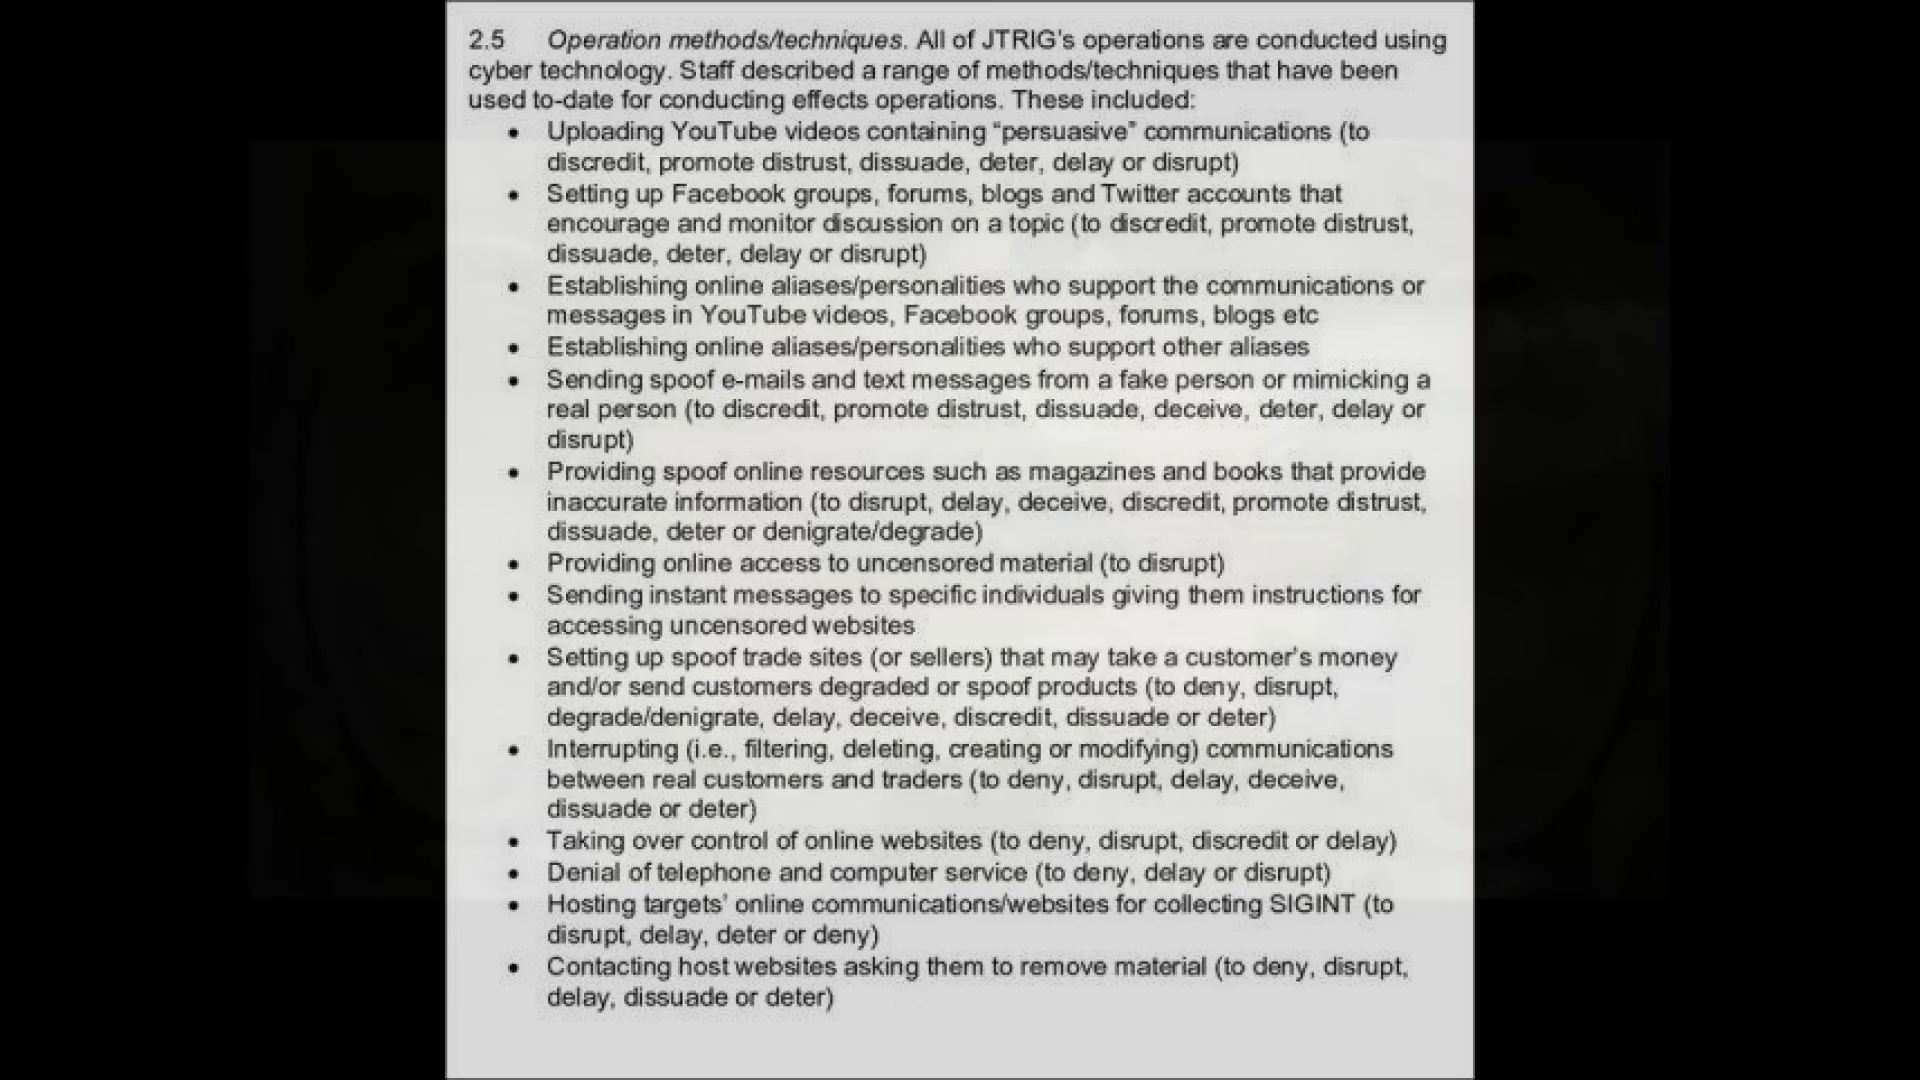 2.5 Operation methods/techniques. All of JTRIG's operations are conducted using
cyber technology. Staff described a range of methods/techniques that have been
used to-date for conducting effects operations. These included:
• Uploading YouTube videos containing “persuasive” communications (to
discredit, promote distrust, dissuade, deter, delay or disrupt)
• Setting up Facebook groups, forums, blogs and Twitter accounts that
encourage and monitor discussion on a topic (to discredit, promote distrust,
dissuade, deter, delay or disrupt)
• Establishing online aliases/personalities who support the communications or
messages in YouTube videos, Facebook groups, forums, blogs etc
• Establishing online aliases/personalities who support other aliases
• Sending spoof e-mails and text messages from a fake person or mimicking a
real person (to discredit, promote distrust, dissuade, deceive, deter, delay or
disrupt)
• Providing spoof online resources such as magazines and books that provide
inaccurate information (to disrupt, delay, deceive, discredit, promote distrust,
dissuade, deter or denigrate/degrade)
• Providing online access to uncensored material (to disrupt)
• Sending instant messages to specific individuals giving them instructions for
accessing uncensored websites
• Setting up spoof trade sites (or sellers) that may take a customer's money
and/or send customers degraded or spoof products (to deny, disrupt,
degrade/denigrate, delay, deceive, discredit, dissuade or deter)
• Interrupting (i.e., filtering, deleting, creating or modifying) communications
between real customers and traders (to deny, disrupt, delay, deceive,
dissuade or deter)
• Taking over control of online websites (to deny, disrupt, discredit or delay)
• Denial of telephone and computer service (to deny, delay or disrupt)
• Hosting targets’ online communications/websites for collecting SIGINT (to
disrupt, delay, deter or deny)
• Contacting host websites asking them to remove material (to deny, disrupt,
delay, dissuade or deter)